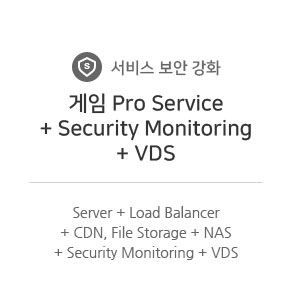 S 서비스 보안 강화
게임 Pro Service
+ Security Monitoring
+ VDS
Server + Load Balancer
+ CDN, File Storage + NAS
+ Security Monitoring + VDS